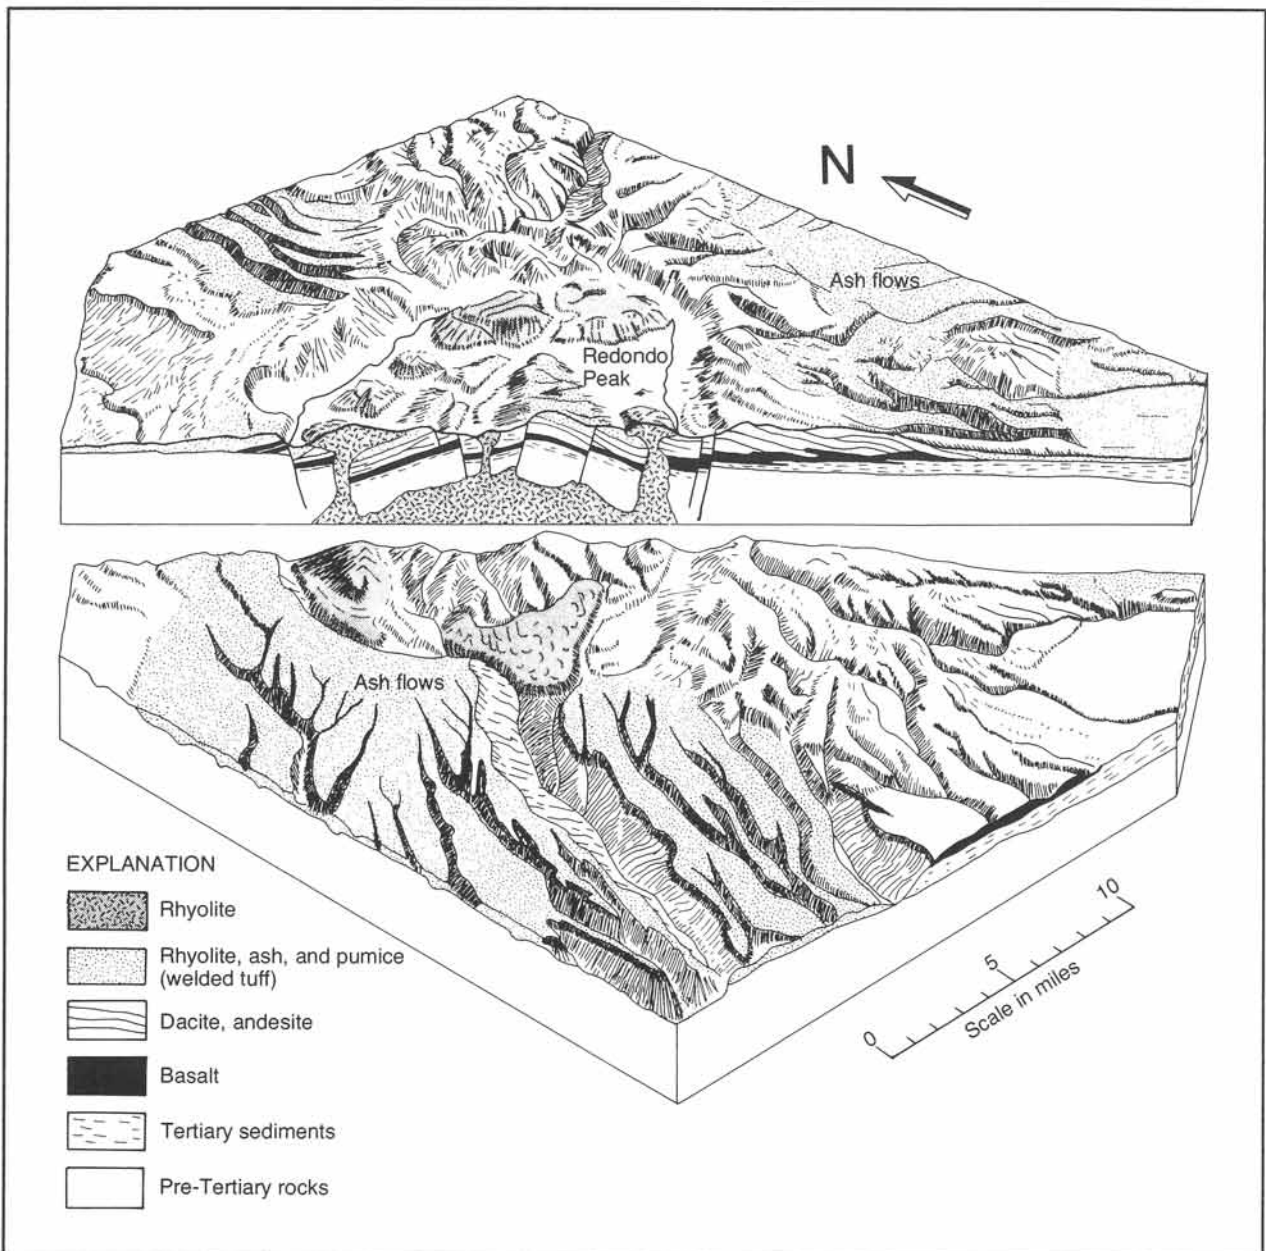 N
Ash flows
Redondo
Peak
Ash flows
EXPLANATION
Rhyolite
Rhyolite, ash, and pumice
(welded tuff)
Dacite, andesite
Basalt
Tertiary sediments
Pre-Tertiary rocks
0
5
10
Scale in miles